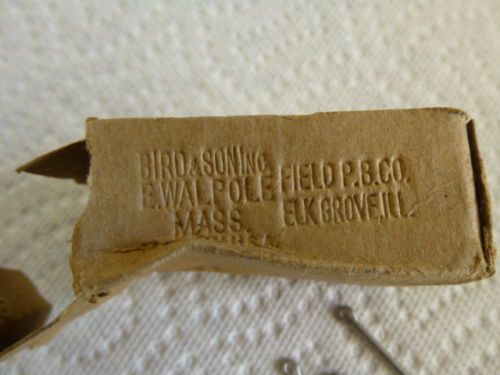 BIRD & SON INC
E. WALPOLE
MASS.
FIELD P.B.CO.
ELK GROVE, ILL.